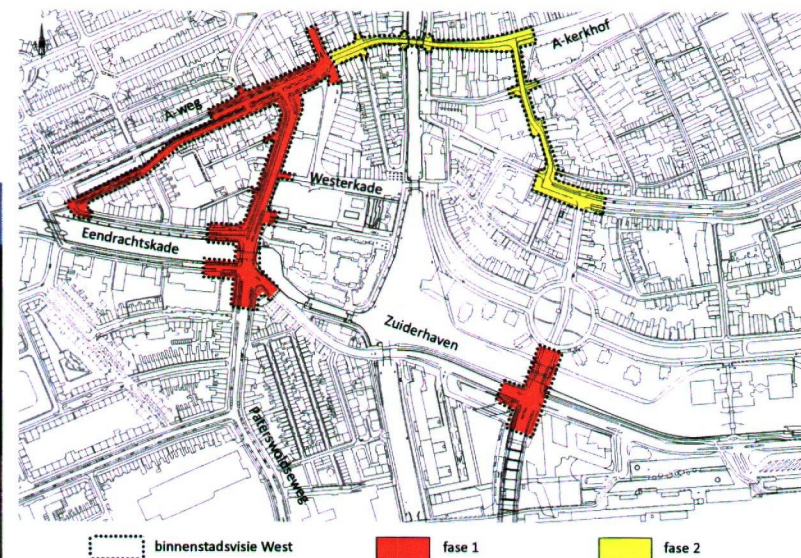 A-kerkhof
A-weg
Westerkade
Eendrachtskade
Zuiderhaven
Paterswoldseweg
binnenstadsvisie West
fase 1
fase 2